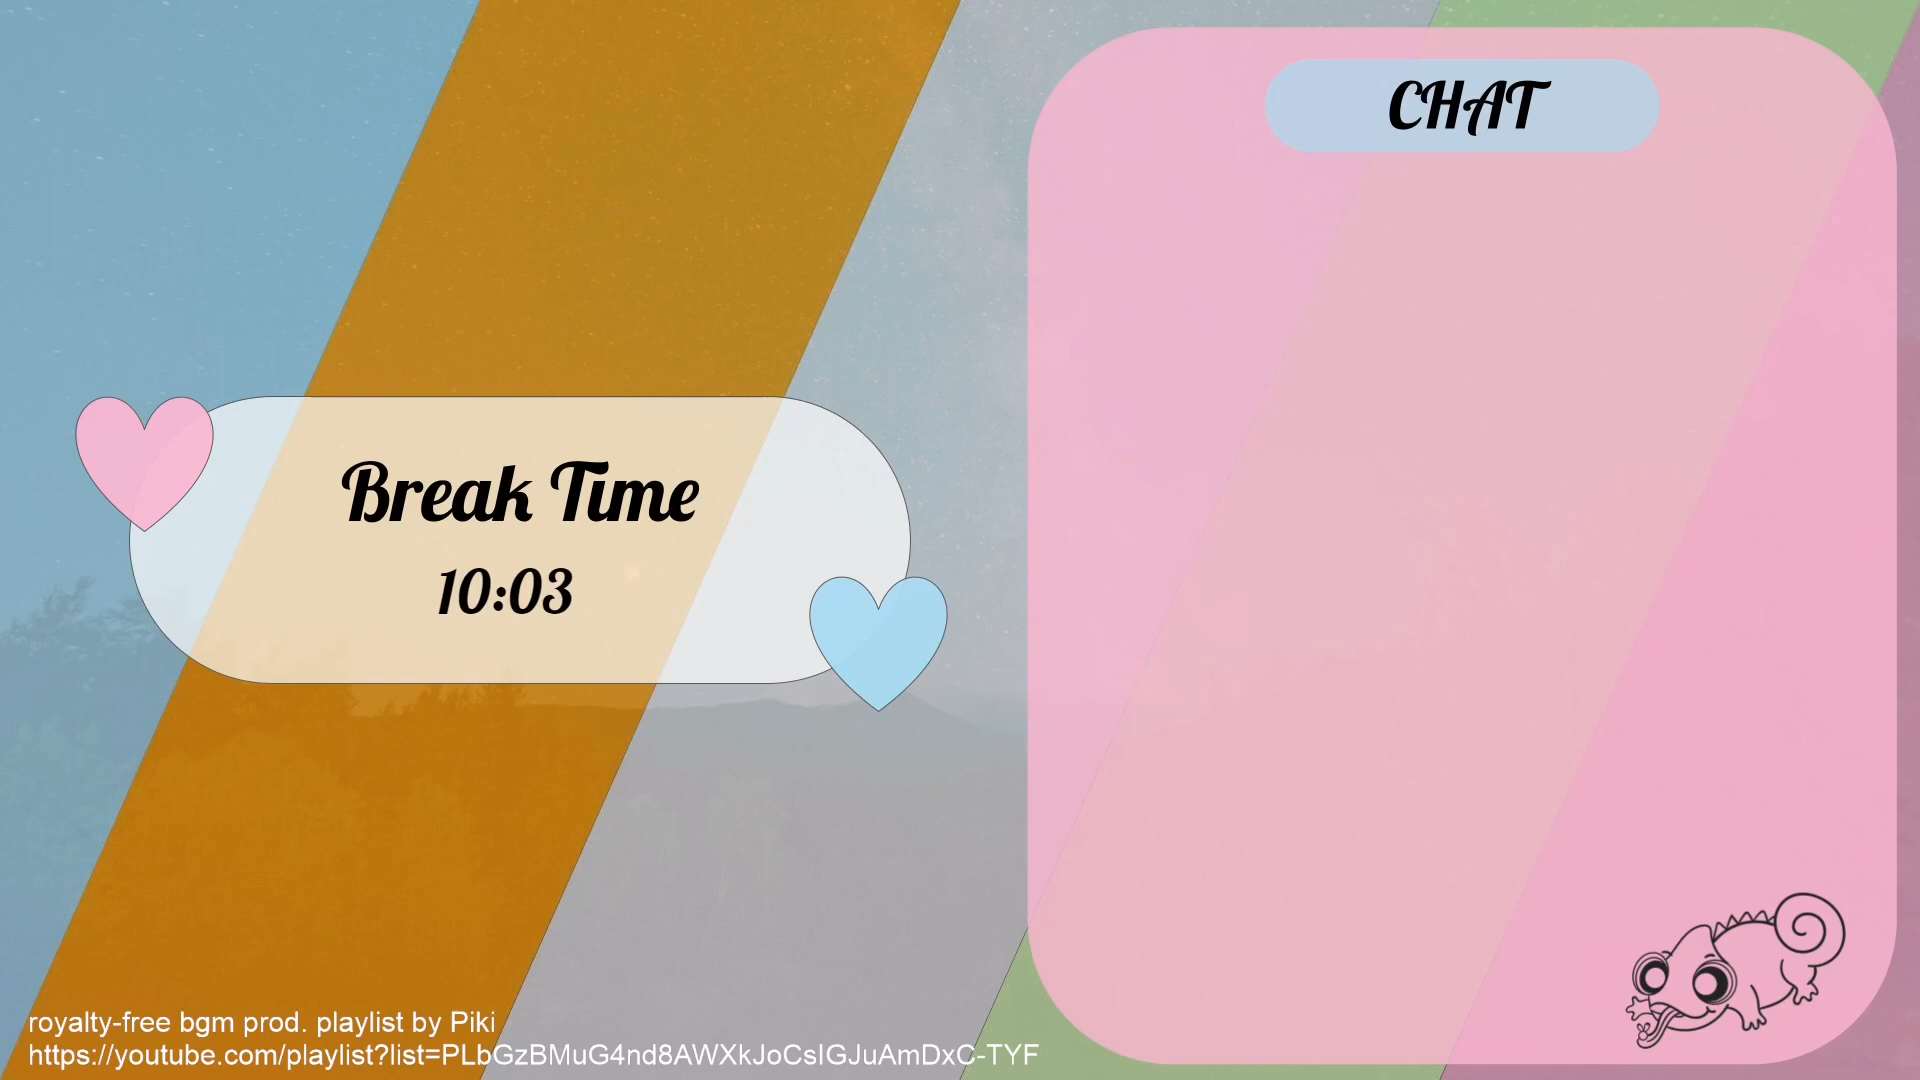 CHAT
Break Time
10:03
royalty-free bgm prod. playlist by Piki
https://youtube.com/playlist?list=PLbGzBMuG4nd8AWXkJoCsIGJuAmDxC-TYF